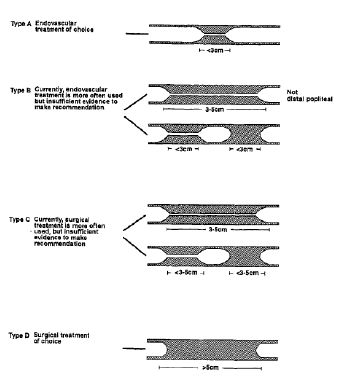 Type A Endovascular
treatment of choice
<3cm
Type B Currently, endovascular
treatment is more often used
but insufficient evidence to
make recommendation
Not
distal popliteal
3-5cm
<3cm <3cm
Type C Currently, surgical
treatment is more often
used, but insufficient
evidence to make
recommendation
3-5cm
<3-5cm <3-5cm
Type D Surgical treatment
of choice
>5cm